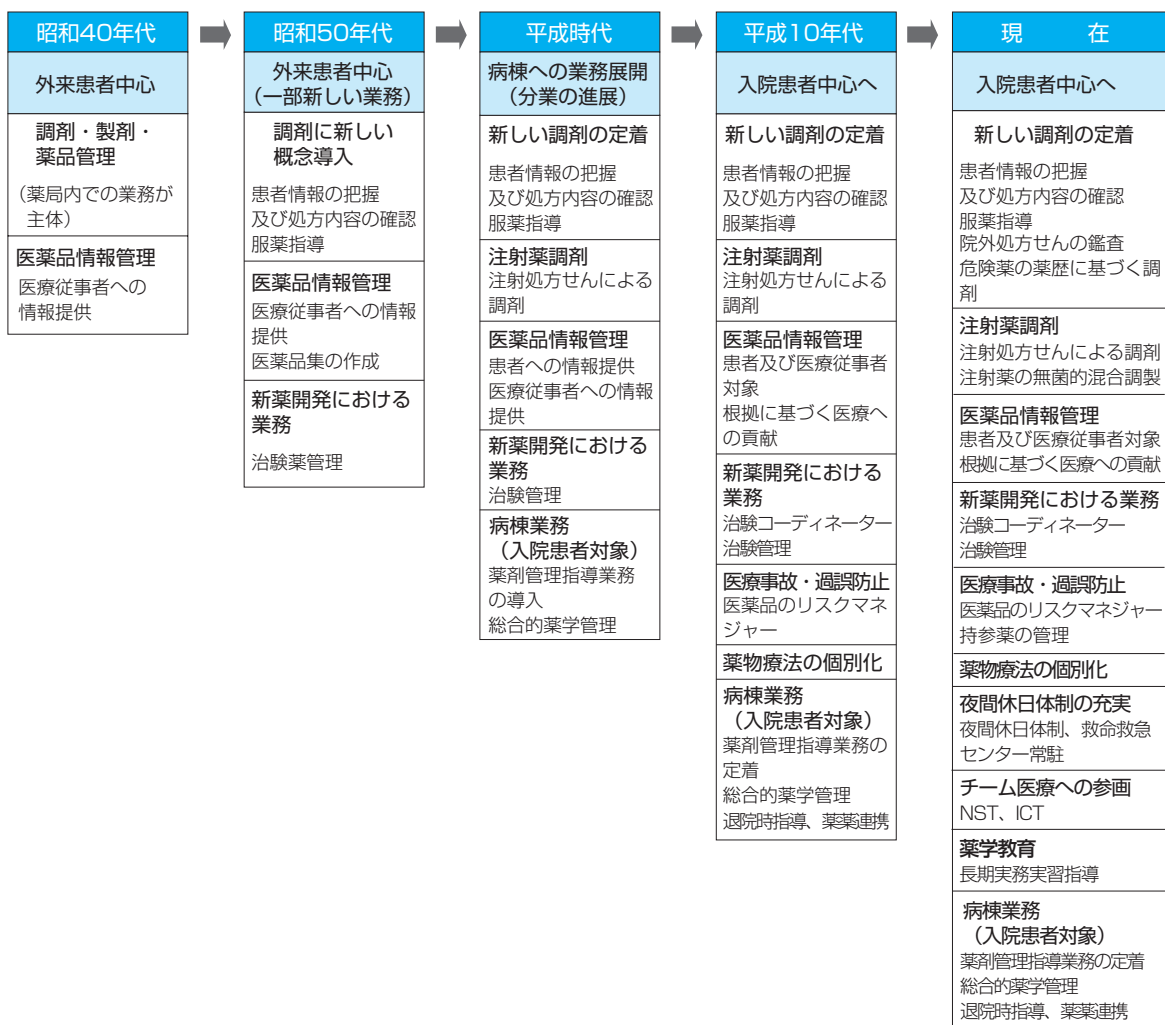 昭和40年代
外来患者中心
調剤・製剤・
薬品管理
(薬局内での業務が
主体)
医薬品情報管理
医療従事者への
情報提供
昭和50年代
外来患者中心
(一部新しい業務)
調剤に新しい
概念導入
患者情報の把握
及び処方内容の確認
服薬指導
医薬品情報管理
医療従事者への情報
提供
医薬品集の作成
新薬開発における
業務
治験薬管理
平成時代
病棟への業務展開
(分業の進展)
新しい調剤の定着
患者情報の把握
及び処方内容の確認
服薬指導
注射薬調剤
注射処方せんによる
調剤
医薬品情報管理
患者への情報提供
医療従事者への情報
提供
新薬開発における
業務
治験管理
病棟業務
(入院患者対象)
薬剤管理指導業務
の導入
総合的薬学管理
平成10年代
入院患者中心へ
新しい調剤の定着
患者情報の把握
及び処方内容の確認
服薬指導
注射薬調剤
注射処方せんによる
調剤
医薬品情報管理
患者及び医療従事者
対象
根拠に基づく医療へ
の貢献
新薬開発における
業務
治験コーディネーター
治験管理
医療事故・過誤防止
医薬品のリスクマネ
ジャー
薬物療法の個別化
病棟業務
(入院患者対象)
薬剤管理指導業務の
定着
総合的薬学管理
退院時指導、薬薬連携
現 在
入院患者中心へ
新しい調剤の定着
患者情報の把握
及び処方内容の確認
服薬指導
院外処方せんの鑑査
危険薬の薬歴に基づく調
剤
注射薬調剤
注射処方せんによる調剤
注射薬の無菌的混合調製
医薬品情報管理
患者及び医療従事者対象
根拠に基づく医療への貢献
新薬開発における業務
治験コーディネーター
治験管理
医療事故・過誤防止
医薬品のリスクマネジャー
持参薬の管理
薬物療法の個別化
夜間休日体制の充実
夜間休日体制、救命救急
センター常駐
チーム医療への参画
NST、ICT
薬学教育
長期実務実習指導
病棟業務
(入院患者対象)
薬剤管理指導業務の定着
総合的薬学管理
退院時指導、薬薬連携